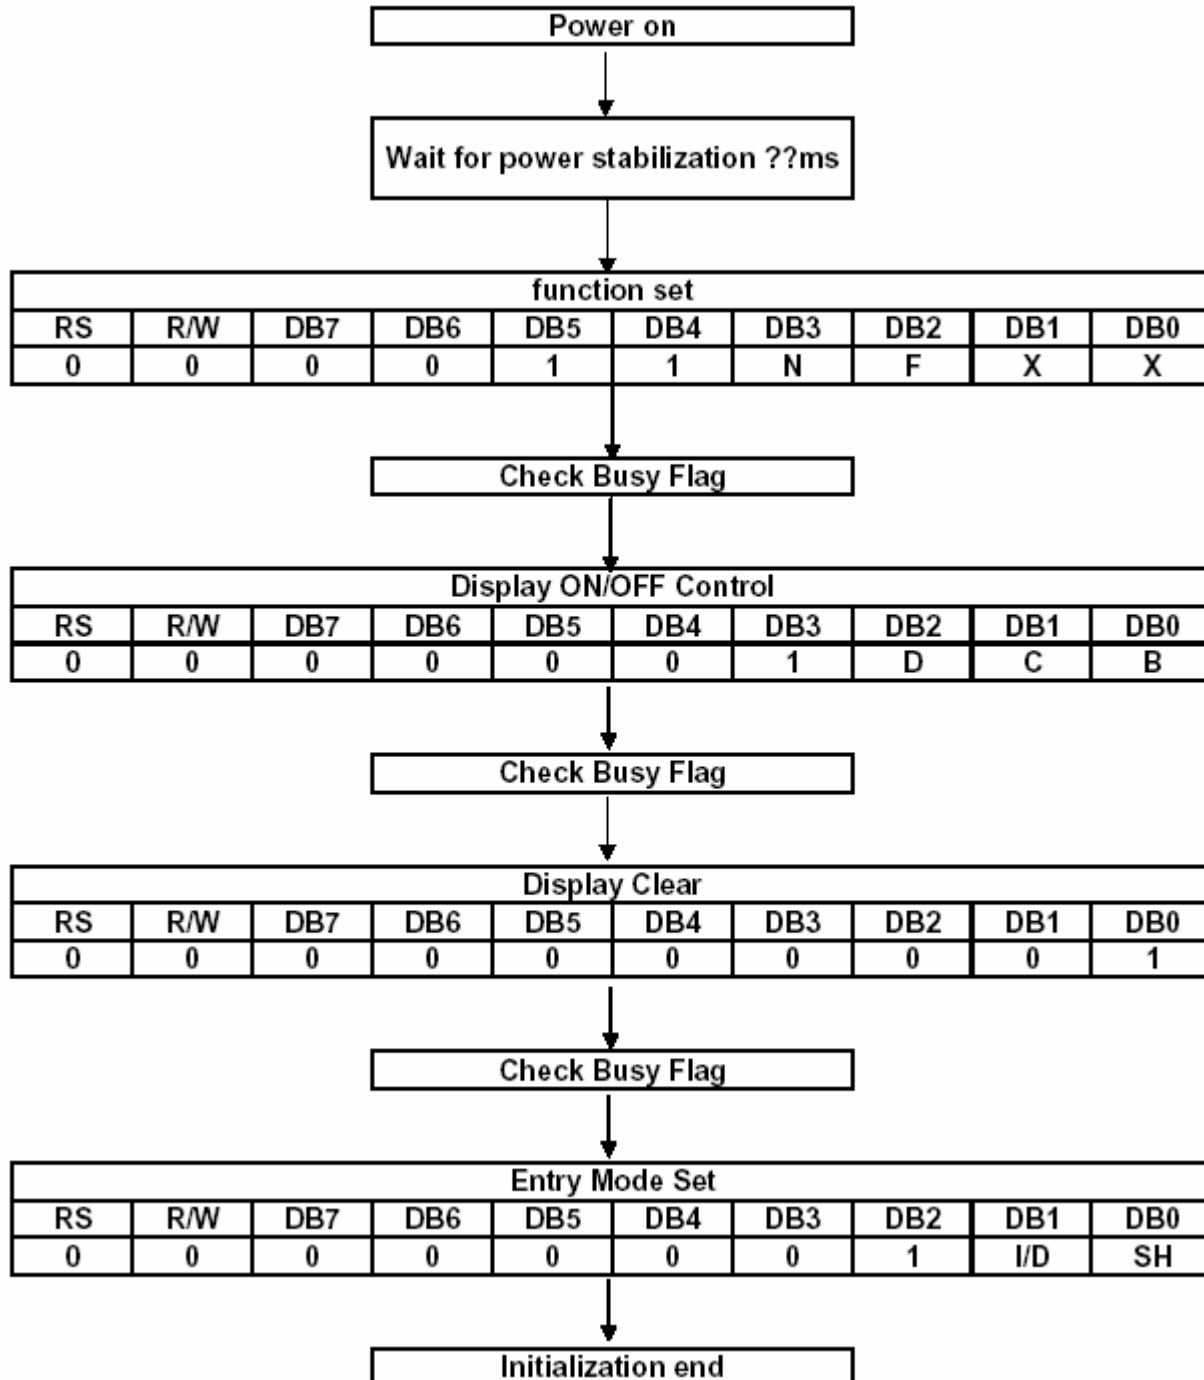 Power on
Wait for power stabilization ??ms
function set
RS R/W DB7 DB6 DB5 DB4 DB3 DB2 DB1 DB0
0 0 0 0 1 1 N F X X
Check Busy Flag
Display ON/OFF Control
RS R/W DB7 DB6 DB5 DB4 DB3 DB2 DB1 DB0
0 0 0 0 0 0 1 D C B
Check Busy Flag
Display Clear
RS R/W DB7 DB6 DB5 DB4 DB3 DB2 DB1 DB0
0 0 0 0 0 0 0 0 0 1
Check Busy Flag
Entry Mode Set
RS R/W DB7 DB6 DB5 DB4 DB3 DB2 DB1 DB0
0 0 0 0 0 0 0 1 I/D SH
Initialization end